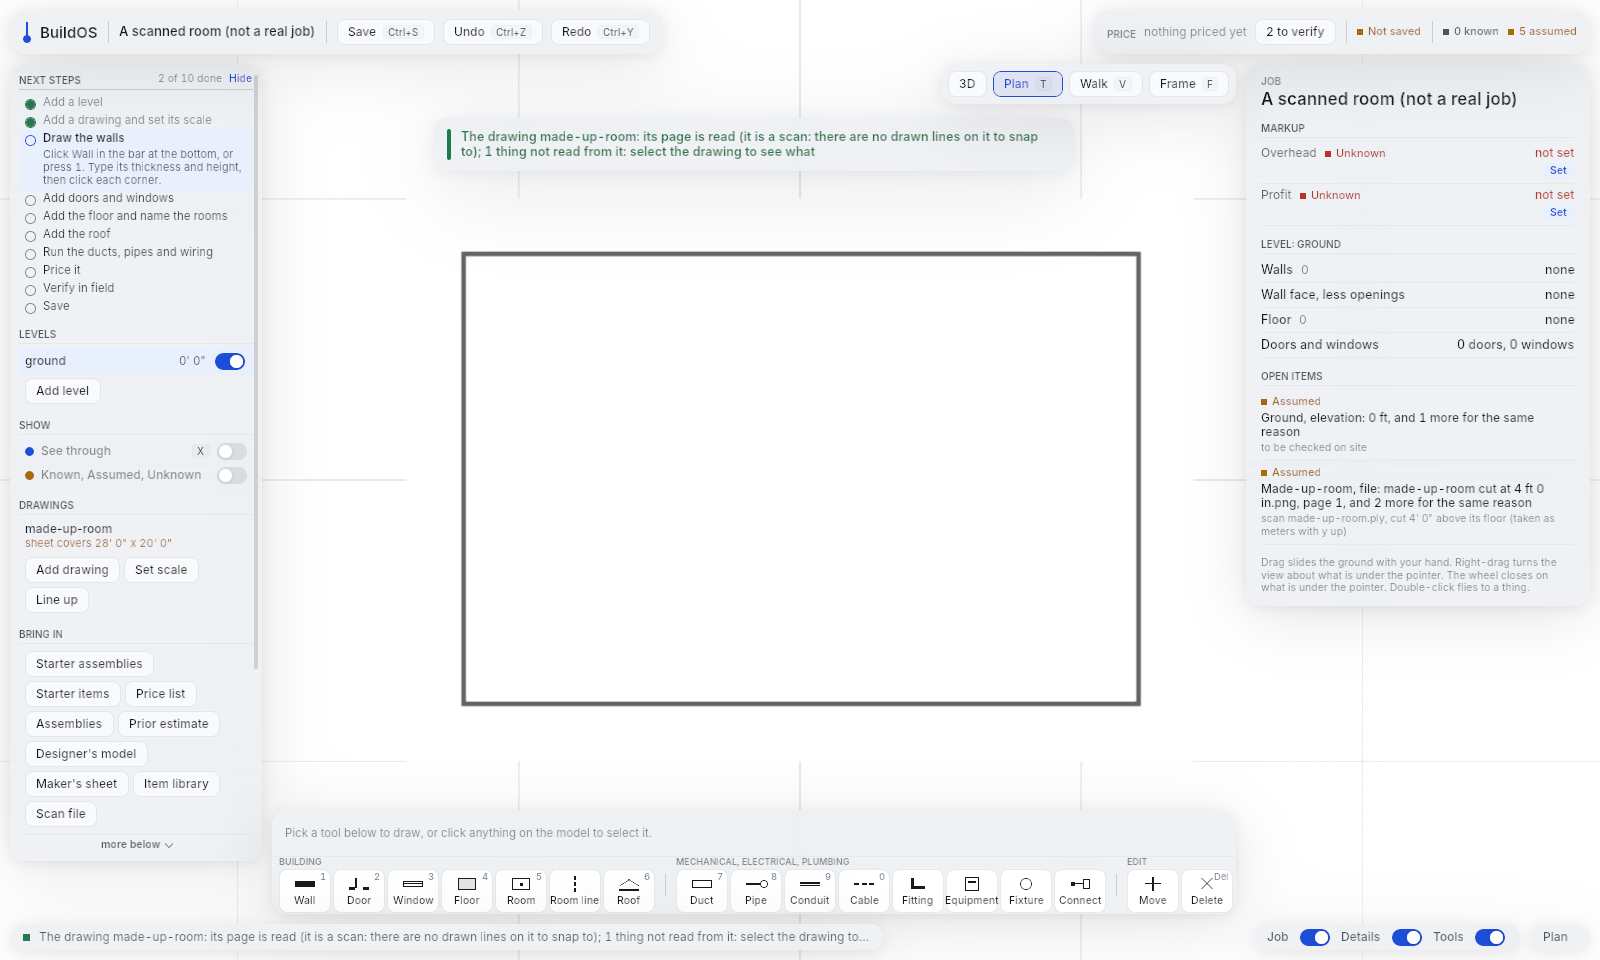 BuildOS
A scanned room (not a real job)
Save Ctrl+S
Undo Ctrl+Z
Redo Ctrl+Y
PRICE nothing priced yet
2 to verify
Not saved
0 known
5 assumed
NEXT STEPS 2 of 10 done Hide
Add a level
Add a drawing and set its scale
Draw the walls
Click Wall in the bar at the bottom, or
press 1. Type its thickness and height,
then click each corner.
Add doors and windows
Add the floor and name the rooms
Add the roof
Run the ducts, pipes and wiring
Price it
Verify in field
Save
LEVELS
ground 0' 0"
Add level
SHOW
See through X
Known, Assumed, Unknown
DRAWINGS
made-up-room
sheet covers 28' 0" x 20' 0"
Add drawing Set scale
Line up
BRING IN
Starter assemblies
Starter items Price list
Assemblies Prior estimate
Designer's model
Maker's sheet Item library
Scan file
more below
3D
Plan T
Walk V
Frame F
The drawing made-up-room: its page is read (it is a scan: there are no drawn lines on it to snap
to); 1 thing not read from it: select the drawing to see what
JOB
A scanned room (not a real job)
MARKUP
Overhead Unknown not set
Set
Profit Unknown not set
Set
LEVEL: GROUND
Walls 0 none
Wall face, less openings none
Floor 0 none
Doors and windows 0 doors, 0 windows
OPEN ITEMS
Assumed
Ground, elevation: 0 ft, and 1 more for the same
reason
to be checked on site
Assumed
Made-up-room, file: made-up-room cut at 4 ft 0
in.png, page 1, and 2 more for the same reason
scan made-up-room.ply, cut 4' 0" above its floor (taken as
meters with y up)
Drag slides the ground with your hand. Right-drag turns the
view about what is under the pointer. The wheel closes on
what is under the pointer. Double-click flies to a thing.
Pick a tool below to draw, or click anything on the model to select it.
BUILDING
Wall 1
Door 2
Window 3
Floor 4
Room 5
Room line
Roof 6
MECHANICAL, ELECTRICAL, PLUMBING
Duct 7
Pipe 8
Conduit 9
Cable 0
Fitting
Equipment
Fixture
Connect
EDIT
Move
Delete Del
The drawing made-up-room: its page is read (it is a scan: there are no drawn lines on it to snap to); 1 thing not read from it: select the drawing to...
Job
Details
Tools
Plan